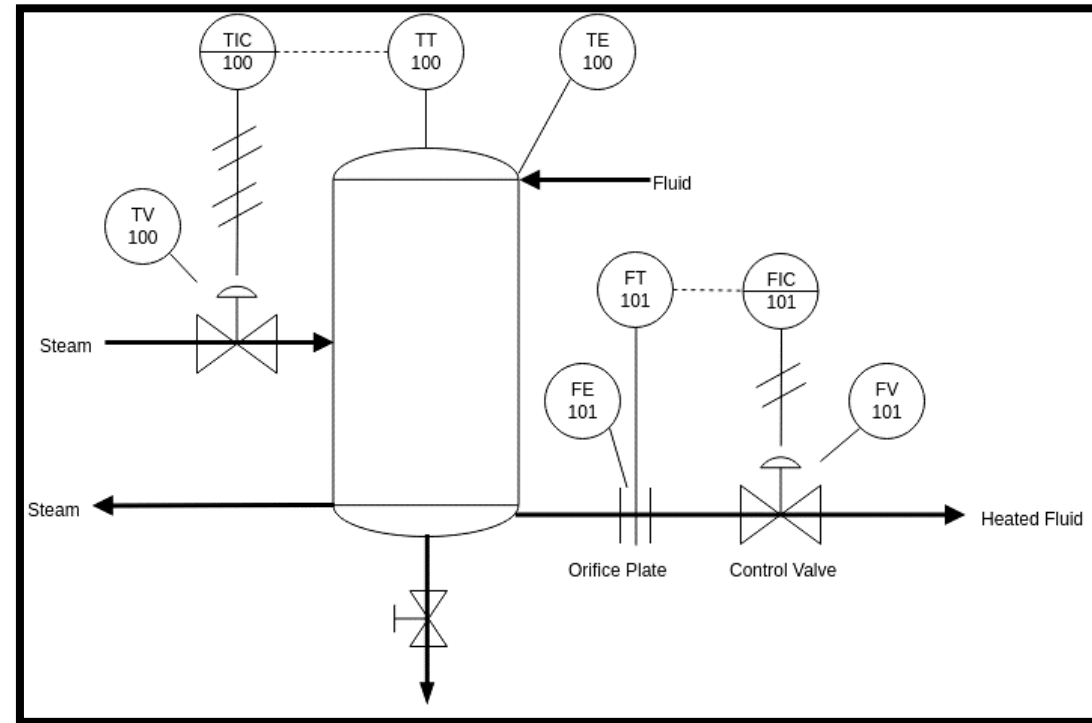 TIC
100
TT
100
TE
100
Fluid
TV
100
FT
101
FIC
101
Steam
FE
101
FV
101
Steam
Heated Fluid
Orifice Plate
Control Valve